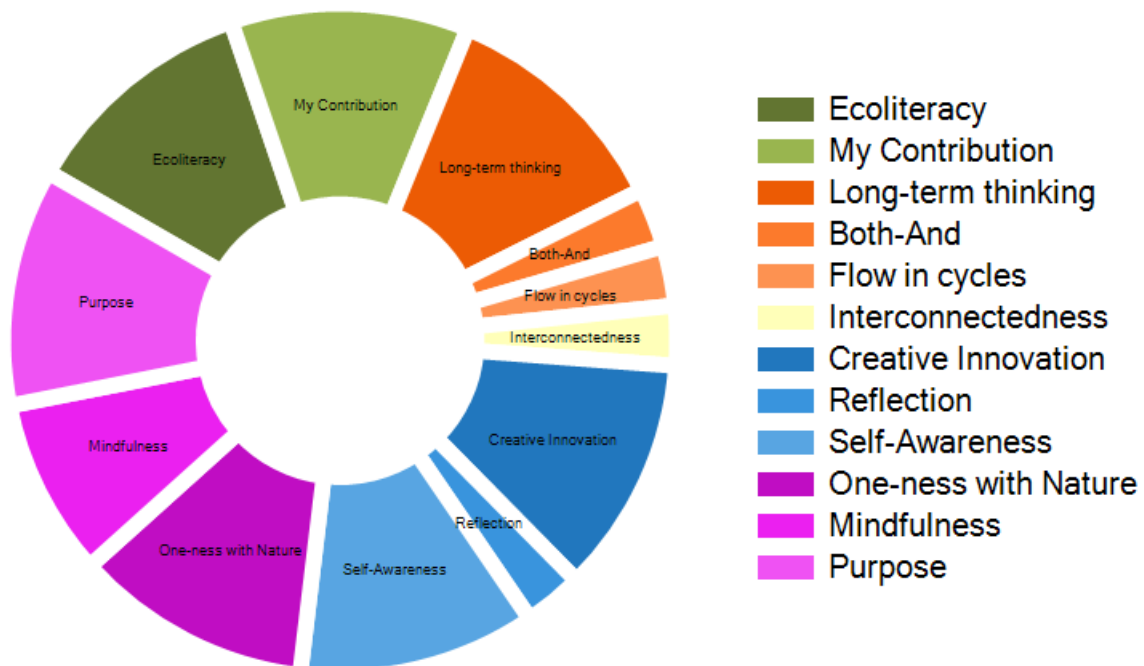 My Contribution
Ecoliteracy
Long-term thinking
Both-And
Flow in cycles
Purpose
Interconnectedness
Creative Innovation
Mindfulness
Reflection
One-ness with Nature
Self-Awareness
Ecoliteracy
My Contribution
Long-term thinking
Both-And
Flow in cycles
Interconnectedness
Creative Innovation
Reflection
Self-Awareness
One-ness with Nature
Mindfulness
Purpose